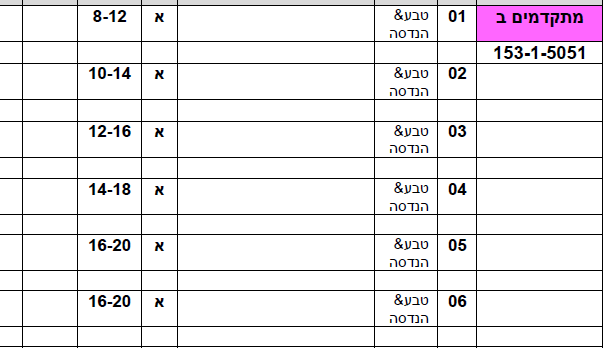 מתקדמים ב 01 טבע& א 8-12
הנדסה
153-1-5051
02 טבע& א 10-14
הנדסה
03 טבע& א 12-16
הנדסה
04 טבע& א 14-18
הנדסה
05 טבע& א 16-20
הנדסה
06 טבע& א 16-20
הנדסה